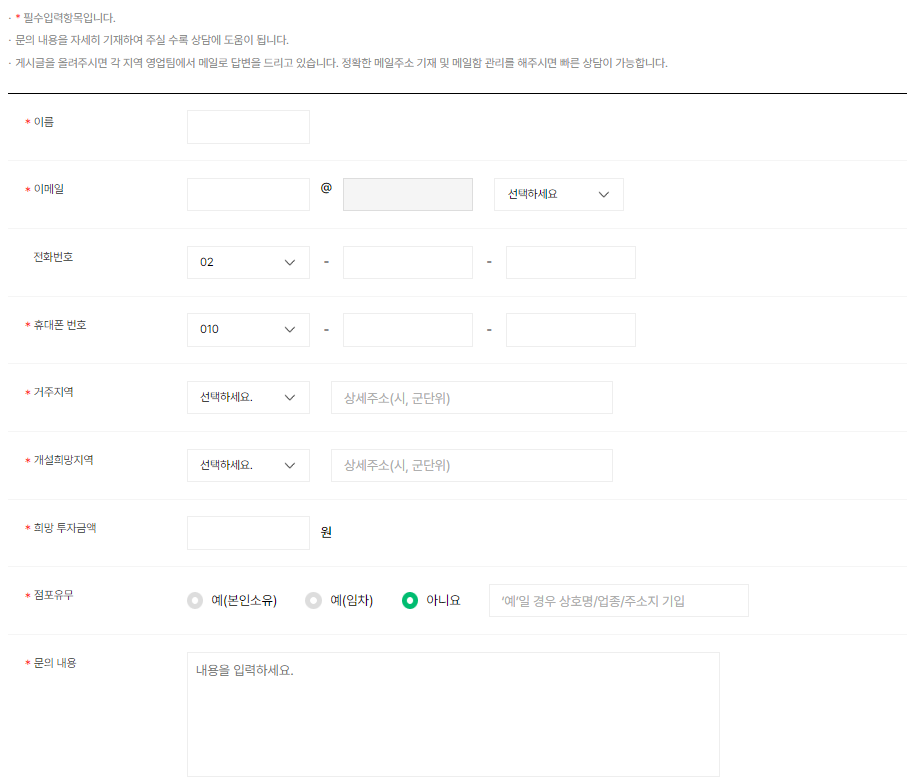 · * 필수입력항목입니다.
· 문의 내용을 자세히 기재하여 주실 수록 상담에 도움이 됩니다.
· 게시글을 올려주시면 각 지역 영업팀에서 메일로 답변을 드리고 있습니다. 정확한 메일주소 기재 및 메일함 관리를 해주시면 빠른 상담이 가능합니다.
* 이름
* 이메일 @ 선택하세요
전화번호 02 - -
* 휴대폰 번호 010 - -
* 거주지역 선택하세요. 상세주소(시, 군단위)
* 개설희망지역 선택하세요. 상세주소(시, 군단위)
* 희망 투자금액 원
* 점포유무 예(본인소유) 예(임차) 아니요 '예'일 경우 상호명/업종/주소지 기입
* 문의 내용 내용을 입력하세요.